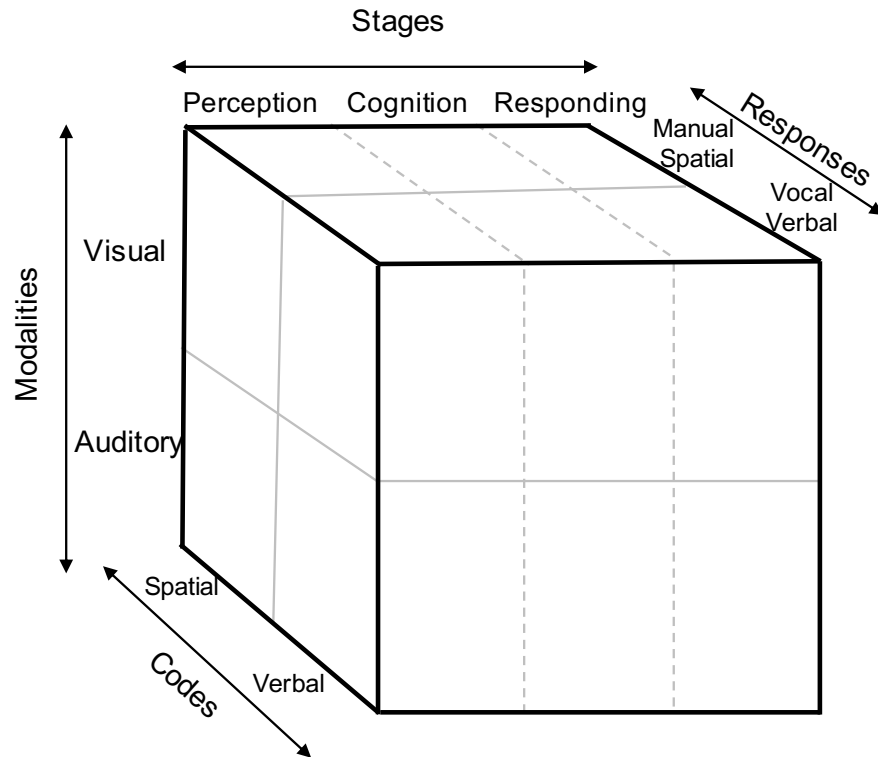 Stages
Perception Cognition Responding
Manual
Spatial
Responses
Vocal
Verbal
Visual
Modalities
Auditory
Spatial
Codes
Verbal